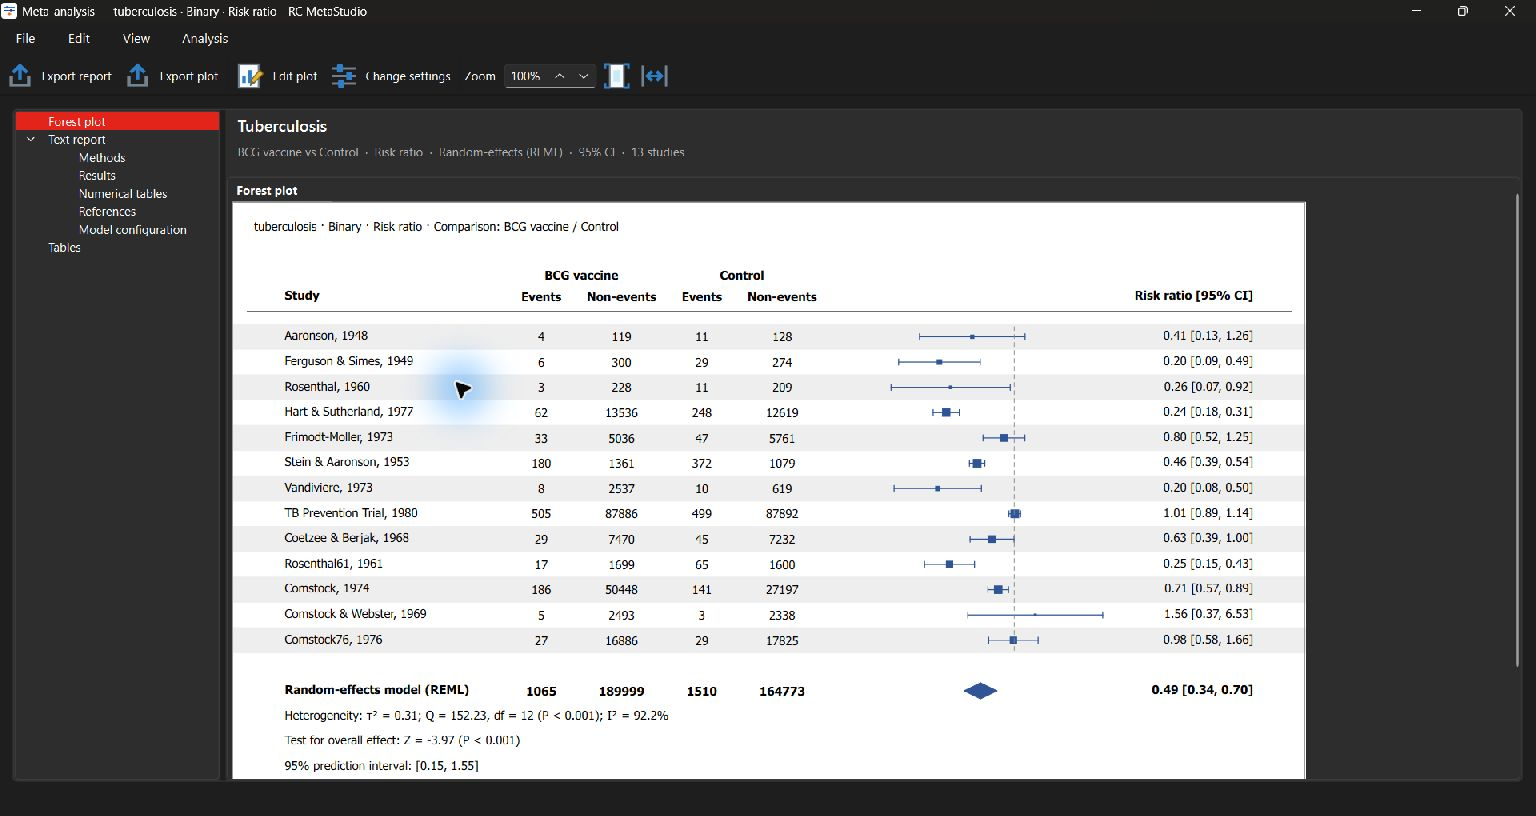 Meta-analysis tuberculosis · Binary · Risk ratio RC MetaStudio
File Edit View Analysis
Export report Export plot Edit plot Change settings Zoom 100%
Forest plot
Text report
Methods
Results
Numerical tables
References
Model configuration
Tables
Tuberculosis
BCG vaccine vs Control · Risk ratio · Random-effects (REML) · 95% CI · 13 studies
Forest plot
tuberculosis · Binary · Risk ratio · Comparison: BCG vaccine / Control
BCG vaccine Control
Study Events Non-events Events Non-events Risk ratio [95% CI]
Aaronson, 1948 4 119 11 128 0.41 [0.13, 1.26]
Ferguson & Simes, 1949 6 300 29 274 0.20 [0.09, 0.49]
Rosenthal, 1960 3 228 11 209 0.26 [0.07, 0.92]
Hart & Sutherland, 1977 62 13536 248 12619 0.24 [0.18, 0.31]
Frimodt-Moller, 1973 33 5036 47 5761 0.80 [0.52, 1.25]
Stein & Aaronson, 1953 180 1361 372 1079 0.46 [0.39, 0.54]
Vandiviere, 1973 8 2537 10 619 0.20 [0.08, 0.50]
TB Prevention Trial, 1980 505 87886 499 87892 1.01 [0.89, 1.14]
Coetzee & Berjak, 1968 29 7470 45 7232 0.63 [0.39, 1.00]
Rosenthal61, 1961 17 1699 65 1600 0.25 [0.15, 0.43]
Comstock, 1974 186 50448 141 27197 0.71 [0.57, 0.89]
Comstock & Webster, 1969 5 2493 3 2338 1.56 [0.37, 6.53]
Comstock76, 1976 27 16886 29 17825 0.98 [0.58, 1.66]
Random-effects model (REML) 1065 189999 1510 164773 0.49 [0.34, 0.70]
Heterogeneity: τ² = 0.31; Q = 152.23, df = 12 (P < 0.001); I² = 92.2%
Test for overall effect: Z = -3.97 (P < 0.001)
95% prediction interval: [0.15, 1.55]